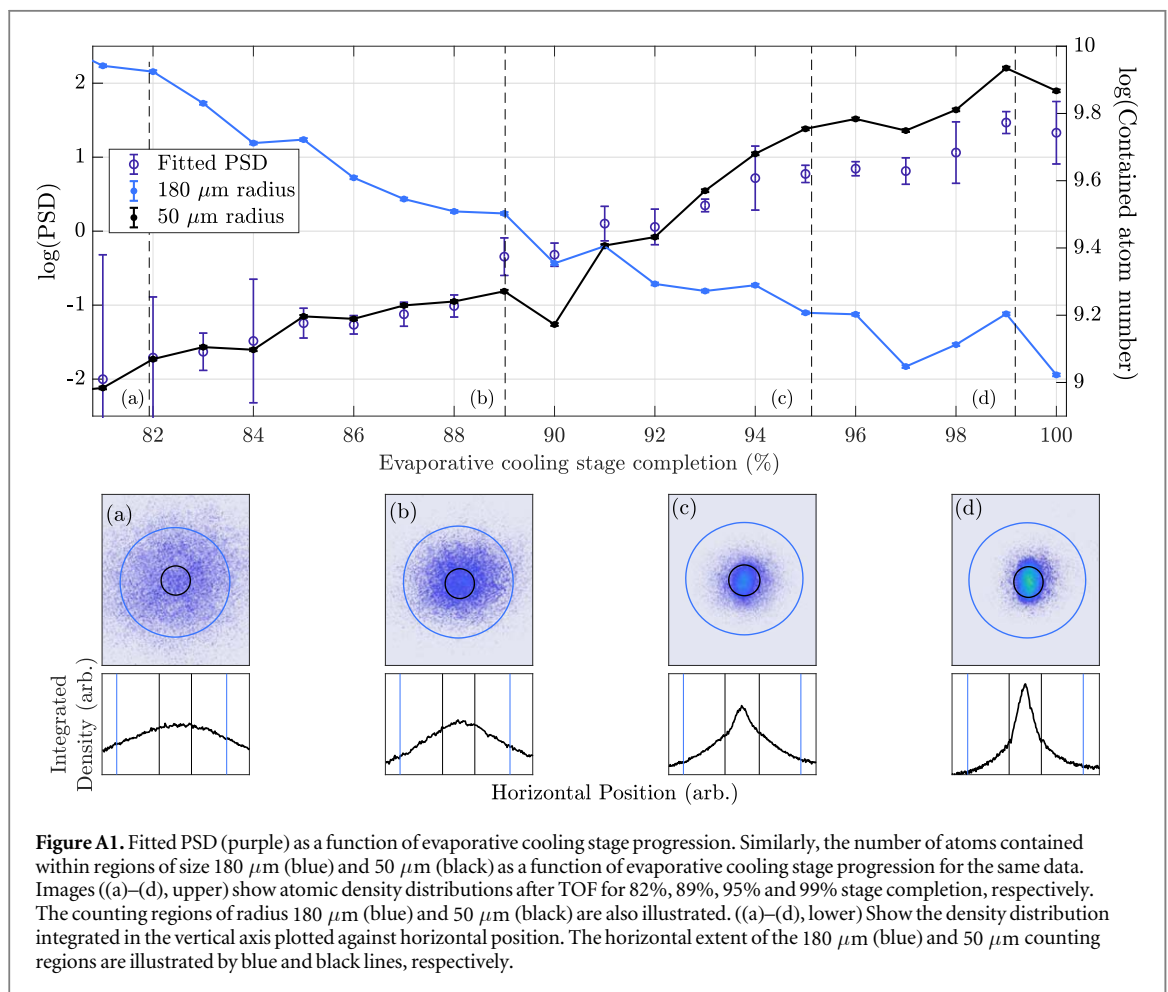 10
2
9.8
1
9.6
0
9.4
-1
9.2
-2
9
log(PSD)
log(Contained atom number)
Fitted PSD
180 μm radius
50 μm radius
(a)
(b)
(c)
(d)
82
84
86
88
90
92
94
96
98
100
Evaporative cooling stage completion (%)
(a)
(b)
(c)
(d)
Integrated
Density (arb.)
Horizontal Position (arb.)
Figure A1. Fitted PSD (purple) as a function of evaporative cooling stage progression. Similarly, the number of atoms contained
within regions of size 180 μm (blue) and 50 μm (black) as a function of evaporative cooling stage progression for the same data.
Images ((a)–(d), upper) show atomic density distributions after TOF for 82%, 89%, 95% and 99% stage completion, respectively.
The counting regions of radius 180 μm (blue) and 50 μm (black) are also illustrated. ((a)–(d), lower) Show the density distribution
integrated in the vertical axis plotted against horizontal position. The horizontal extent of the 180 μm (blue) and 50 μm counting
regions are illustrated by blue and black lines, respectively.